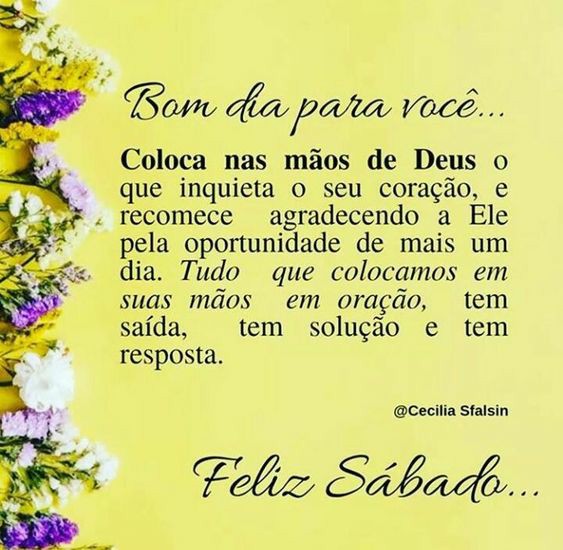 Bom dia para você...
Coloca nas mãos de Deus o
que inquieta o seu coração, e
recomece agradecendo a Ele
pela oportunidade de mais um
dia. Tudo que colocamos em
suas mãos em oração, tem
saída, tem solução e tem
resposta.
@Cecilia Sfalsin
Feliz Sábado...